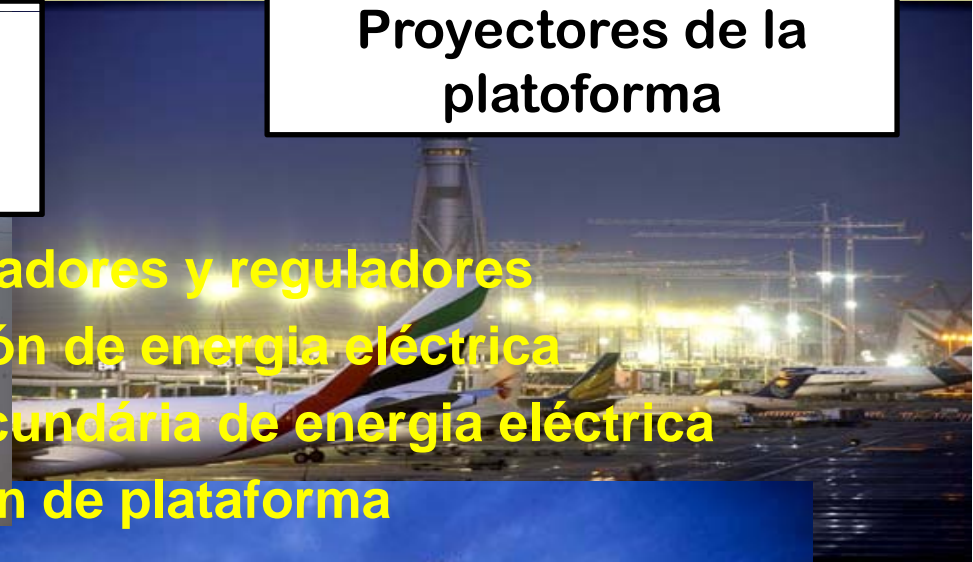 Proyectores de la
platoforma
adores y reguladores
ón de energia eléctrica
cundária de energia eléctrica
n de plataforma